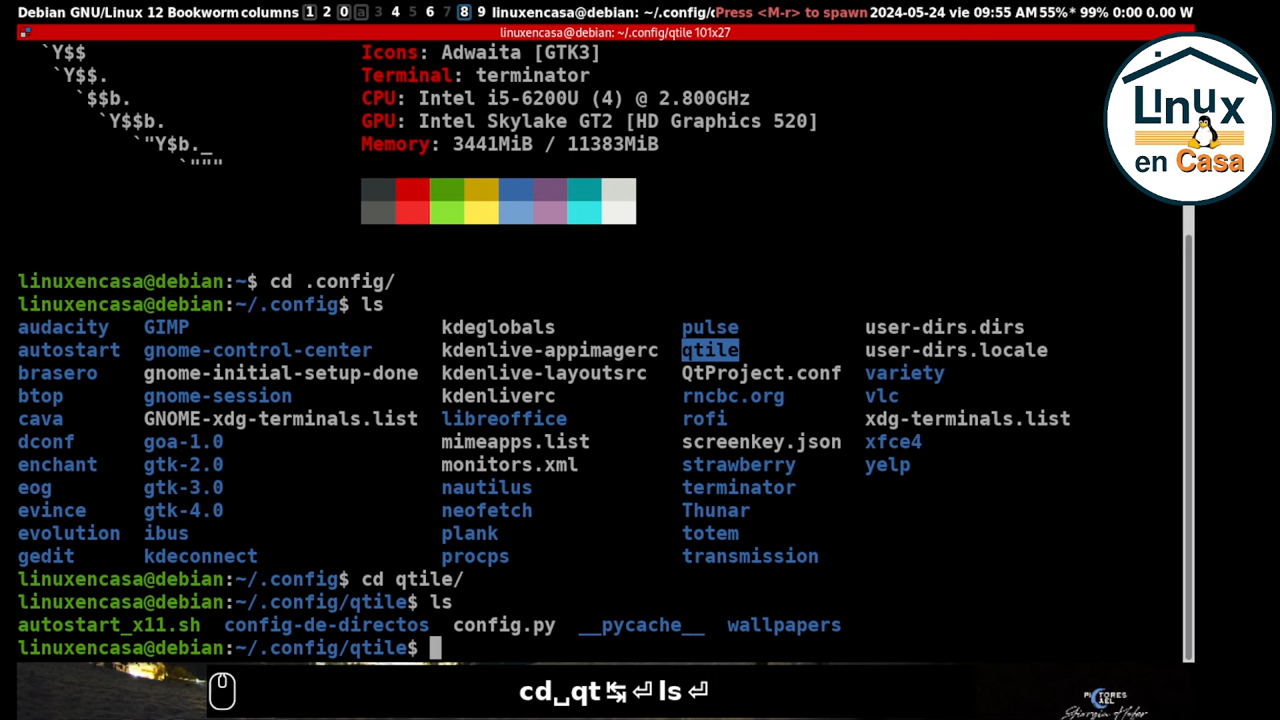 Debian GNU/Linux 12 Bookworm columns 1 2 0 a 3 4 5 6 7 8 9 linuxencasa@debian: ~/.config/ Press <M-r> to spawn 2024-05-24 vie 09:55 AM 55%* 99% 0:00 0.00 W
linuxencasa@debian: ~/.config/qtile 101x27
`Y$$ Icons: Adwaita [GTK3]
`Y$$. Terminal: terminator
`$$b. CPU: Intel i5-6200U (4) @ 2.800GHz
`Y$$b. GPU: Intel Skylake GT2 [HD Graphics 520]
`"Y$b._ Memory: 3441MiB / 11383MiB
`"""
Linux
en Casa
linuxencasa@debian:~$ cd .config/
linuxencasa@debian:~/.config$ ls
audacity GIMP kdeglobals pulse user-dirs.dirs
autostart gnome-control-center kdenlive-appimagerc qtile user-dirs.locale
brasero gnome-initial-setup-done kdenlive-layoutsrc QtProject.conf variety
btop gnome-session kdenliverc rncbc.org vlc
cava GNOME-xdg-terminals.list libreoffice rofi xdg-terminals.list
dconf goa-1.0 mimeapps.list screenkey.json xfce4
enchant gtk-2.0 monitors.xml strawberry yelp
eog gtk-3.0 nautilus terminator
evince gtk-4.0 neofetch Thunar
evolution ibus plank totem
gedit kdeconnect procps transmission
linuxencasa@debian:~/.config$ cd qtile/
linuxencasa@debian:~/.config/qtile$ ls
autostart_x11.sh config-de-directos config.py __pycache__ wallpapers
linuxencasa@debian:~/.config/qtile$
cd␣qt↹⏎ls⏎